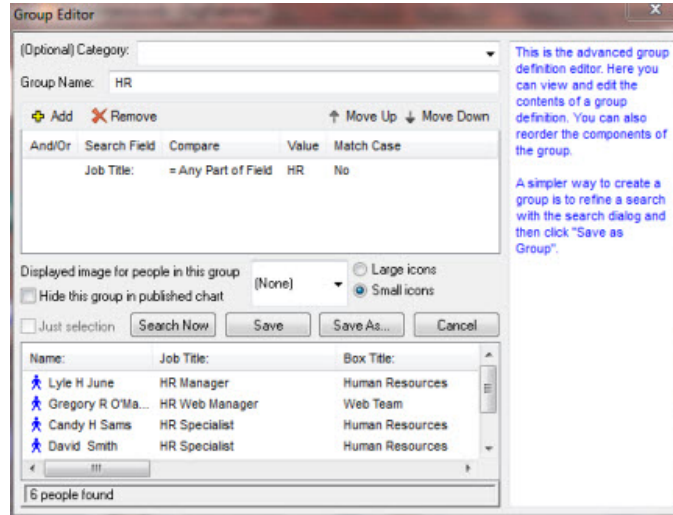 Group Editor
(Optional) Category:
Group Name: HR
Add Remove Move Up Move Down
And/Or Search Field Compare Value Match Case
Job Title: = Any Part of Field HR No
Displayed image for people in this group (None) Large icons
Hide this group in published chart Small icons
Just selection Search Now Save Save As... Cancel
Name: Job Title: Box Title:
Lyle H June HR Manager Human Resources
Gregory R O'Ma... HR Web Manager Web Team
Candy H Sams HR Specialist Human Resources
David Smith HR Specialist Human Resources
6 people found
This is the advanced group
definition editor. Here you
can view and edit the
contents of a group
definition. You can also
reorder the components of
the group.
A simpler way to create a
group is to refine a search
with the search dialog and
then click "Save as
Group".